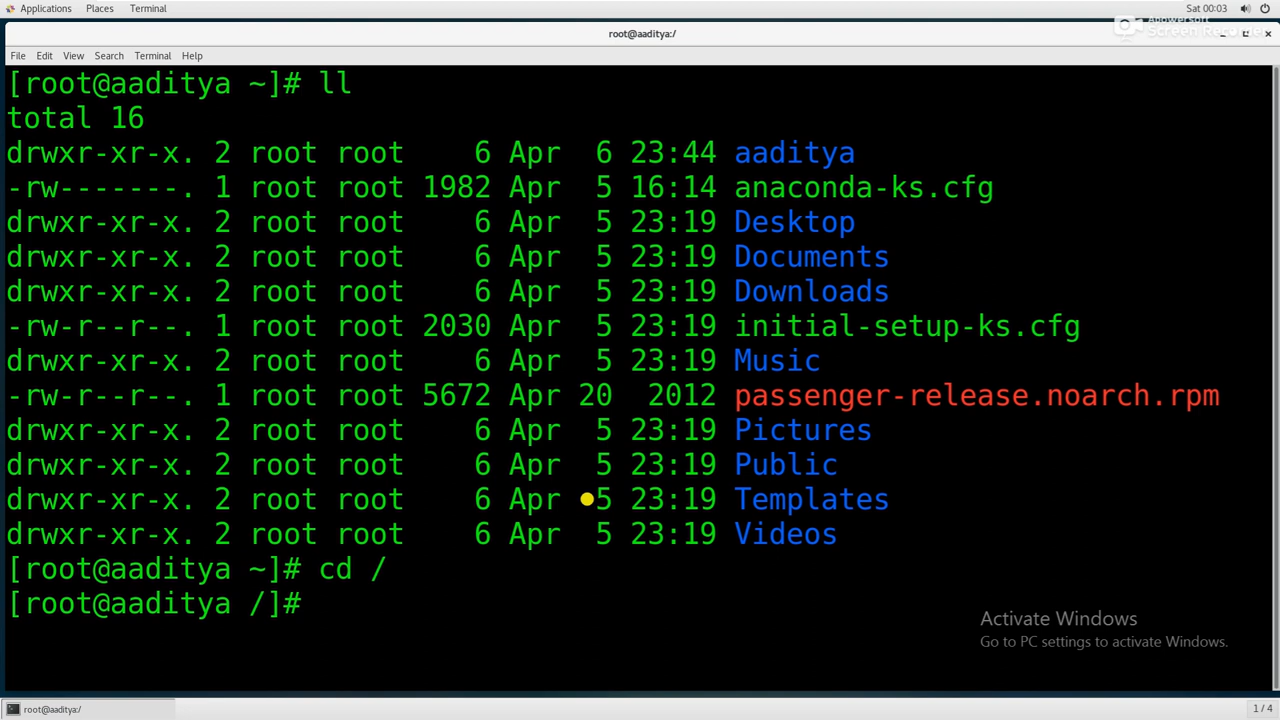 Applications Places Terminal Sat 00:03
Apowersoft
Screen Recorder
root@aaditya:/
File Edit View Search Terminal Help
[root@aaditya ~]# ll
total 16
drwxr-xr-x. 2 root root 6 Apr 6 23:44 aaditya
-rw-------. 1 root root 1982 Apr 5 16:14 anaconda-ks.cfg
drwxr-xr-x. 2 root root 6 Apr 5 23:19 Desktop
drwxr-xr-x. 2 root root 6 Apr 5 23:19 Documents
drwxr-xr-x. 2 root root 6 Apr 5 23:19 Downloads
-rw-r--r--. 1 root root 2030 Apr 5 23:19 initial-setup-ks.cfg
drwxr-xr-x. 2 root root 6 Apr 5 23:19 Music
-rw-r--r--. 1 root root 5672 Apr 20 2012 passenger-release.noarch.rpm
drwxr-xr-x. 2 root root 6 Apr 5 23:19 Pictures
drwxr-xr-x. 2 root root 6 Apr 5 23:19 Public
drwxr-xr-x. 2 root root 6 Apr 5 23:19 Templates
drwxr-xr-x. 2 root root 6 Apr 5 23:19 Videos
[root@aaditya ~]# cd /
[root@aaditya /]#
Activate Windows
Go to PC settings to activate Windows.
root@aaditya:/ 1 / 4